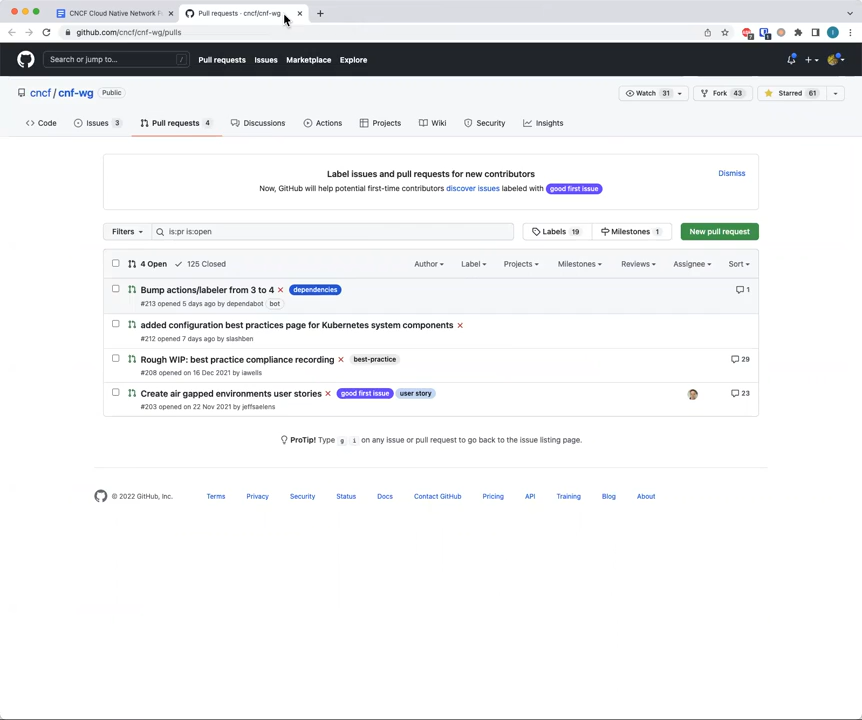 CNCF Cloud Native Network F
Pull requests · cncf/cnf-wg
github.com/cncf/cnf-wg/pulls
Search or jump to...
/
Pull requests
Issues
Marketplace
Explore
cncf / cnf-wg
Public
Watch 31
Fork 43
Starred 61
Code
Issues 3
Pull requests 4
Discussions
Actions
Projects
Wiki
Security
Insights
Label issues and pull requests for new contributors
Dismiss
Now, GitHub will help potential first-time contributors discover issues labeled with good first issue
Filters
is:pr is:open
Labels 19
Milestones 1
New pull request
4 Open
125 Closed
Author
Label
Projects
Milestones
Reviews
Assignee
Sort
Bump actions/labeler from 3 to 4
dependencies
1
#213 opened 5 days ago by dependabot bot
added configuration best practices page for Kubernetes system components
#212 opened 7 days ago by slashben
Rough WIP: best practice compliance recording
best-practice
29
#208 opened on 16 Dec 2021 by iawells
Create air gapped environments user stories
good first issue
user story
23
#203 opened on 22 Nov 2021 by jeffsaelens
ProTip! Type g i on any issue or pull request to go back to the issue listing page.
© 2022 GitHub, Inc.
Terms
Privacy
Security
Status
Docs
Contact GitHub
Pricing
API
Training
Blog
About